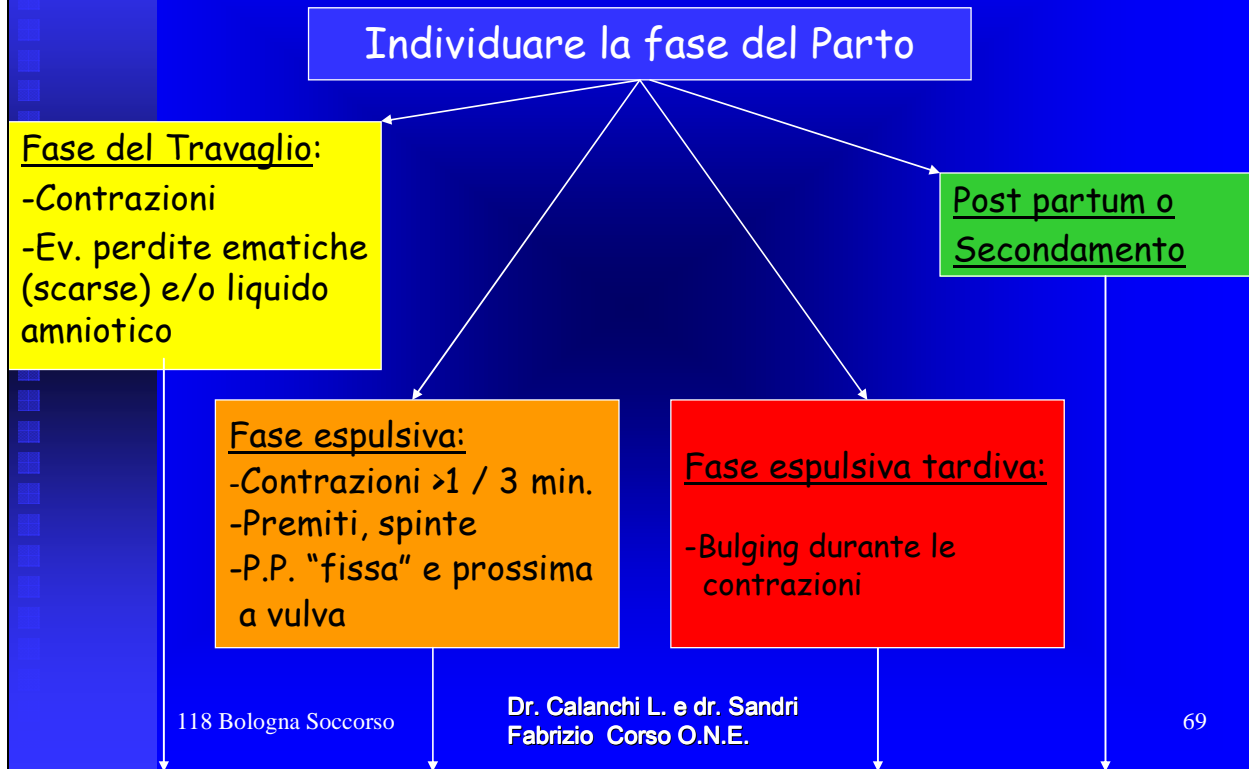 Individuare la fase del Parto
Fase del Travaglio:
-Contrazioni
-Ev. perdite ematiche
(scarse) e/o liquido
amniotico
Post partum o
Secondamento
Fase espulsiva:
-Contrazioni >1 / 3 min.
-Premiti, spinte
-P.P. “fissa” e prossima
a vulva
Fase espulsiva tardiva:
-Bulging durante le
contrazioni
118 Bologna Soccorso
Dr. Calanchi L. e dr. Sandri
Fabrizio Corso O.N.E.
69